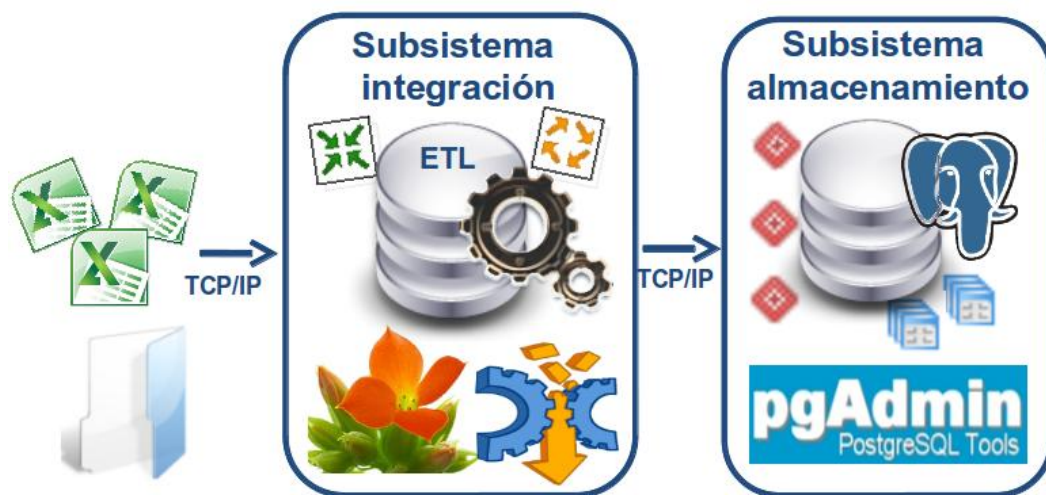 Subsistema
integración
ETL
TCP/IP
TCP/IP
Subsistema
almacenamiento
pgAdmin
PostgreSQL Tools